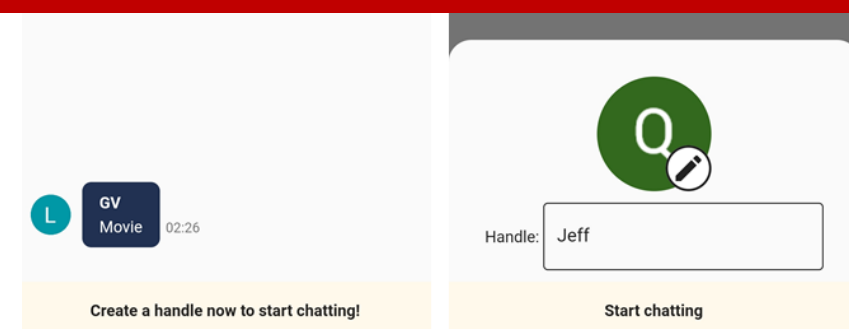 L
GV
Movie 02:26
Create a handle now to start chatting!
Q
Handle: Jeff
Start chatting